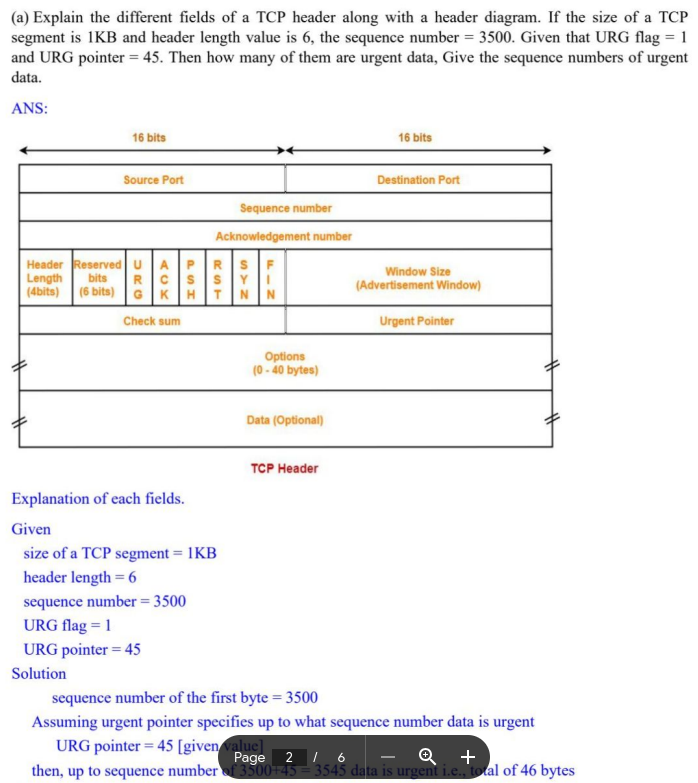 (a) Explain the different fields of a TCP header along with a header diagram. If the size of a TCP
segment is 1KB and header length value is 6, the sequence number = 3500. Given that URG flag = 1
and URG pointer = 45. Then how many of them are urgent data, Give the sequence numbers of urgent
data.
ANS:
16 bits 16 bits
Source Port Destination Port
Sequence number
Acknowledgement number
Header Length (4bits) Reserved bits (6 bits) URG ACK PSH RST SYN FIN Window Size (Advertisement Window)
Check sum Urgent Pointer
Options
(0 - 40 bytes)
Data (Optional)
TCP Header
Explanation of each fields.
Given
size of a TCP segment = 1KB
header length = 6
sequence number = 3500
URG flag = 1
URG pointer = 45
Solution
sequence number of the first byte = 3500
Assuming urgent pointer specifies up to what sequence number data is urgent
URG pointer = 45 [given value]
then, up to sequence number of 3500+45 = 3545 data is urgent i.e., total of 46 bytes
Page 2 / 6